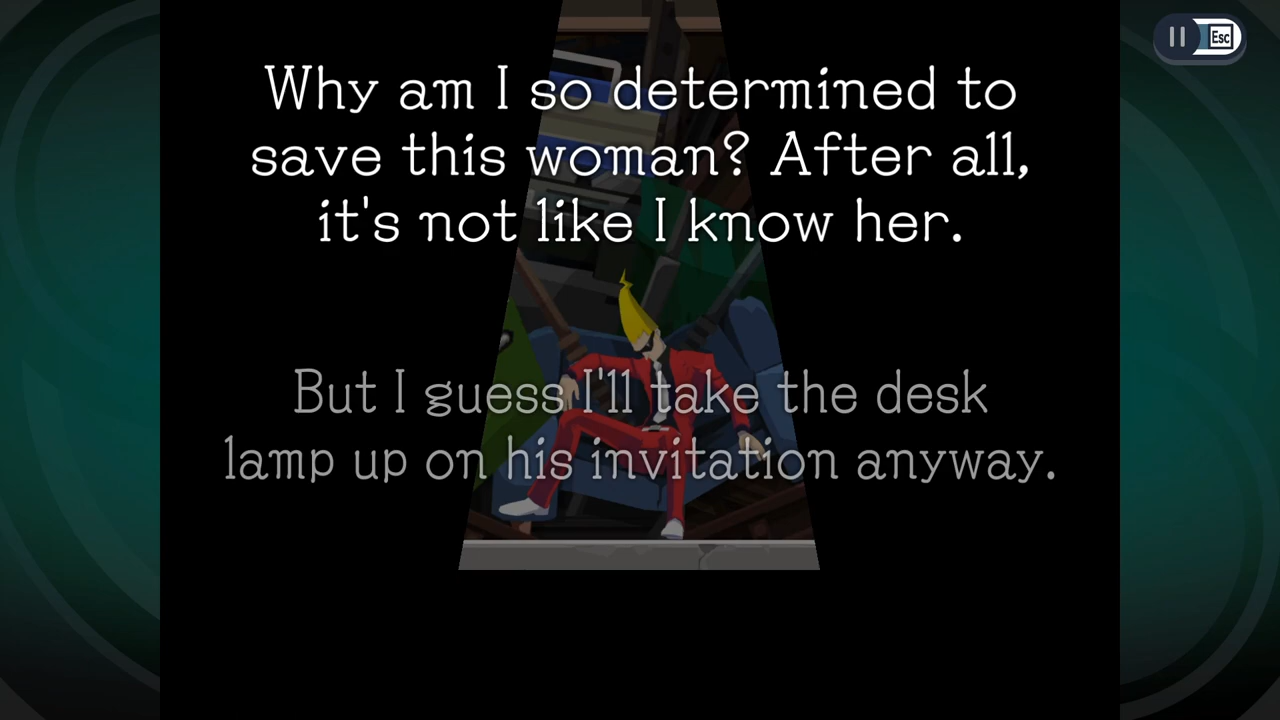 Esc
Why am I so determined to
save this woman? After all,
it's not like I know her.
But I guess I'll take the desk
lamp up on his invitation anyway.